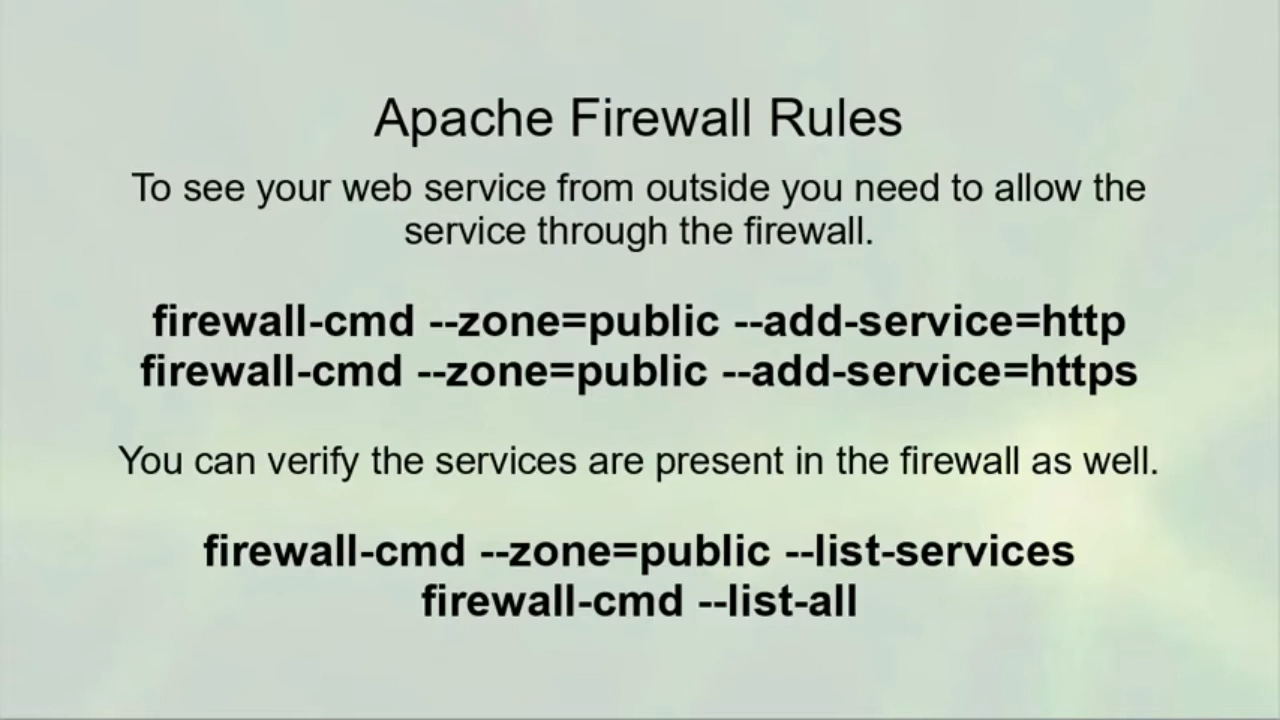 Apache Firewall Rules
To see your web service from outside you need to allow the
service through the firewall.
firewall-cmd --zone=public --add-service=http
firewall-cmd --zone=public --add-service=https
You can verify the services are present in the firewall as well.
firewall-cmd --zone=public --list-services
firewall-cmd --list-all